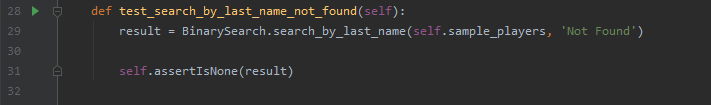 28 def test_search_by_last_name_not_found(self):
29 result = BinarySearch.search_by_last_name(self.sample_players, 'Not Found')
30
31 self.assertIsNone(result)
32